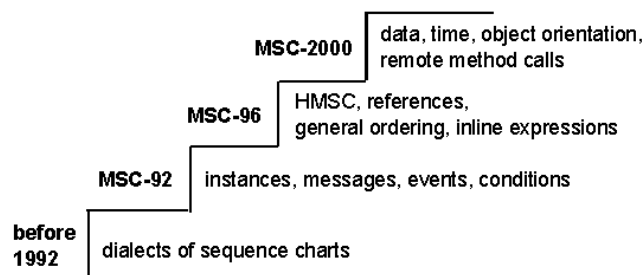 MSC-2000
data, time, object orientation,
remote method calls
MSC-96
HMSC, references,
general ordering, inline expressions
MSC-92
instances, messages, events, conditions
before
1992
dialects of sequence charts